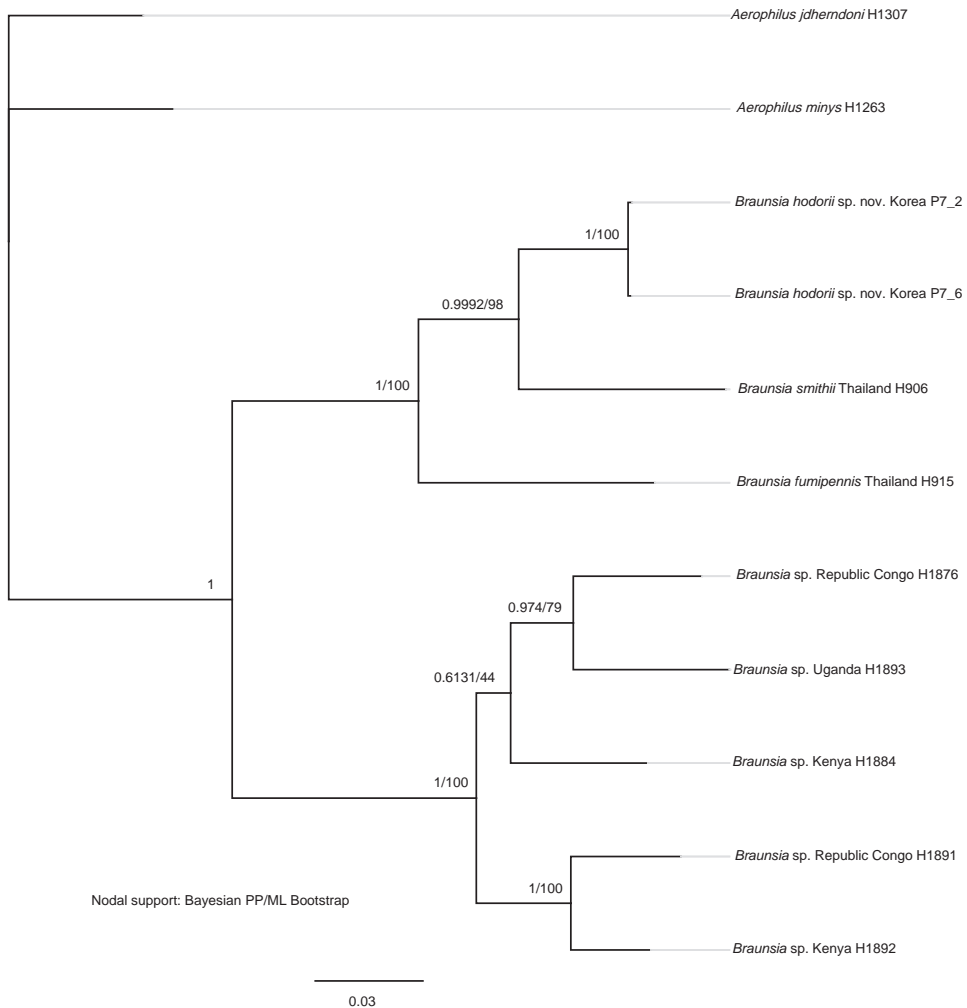 Aerophilus jdherndoni H1307
Aerophilus minys H1263
Braunsia hodorii sp. nov. Korea P7_2
1/100
Braunsia hodorii sp. nov. Korea P7_6
0.9992/98
1/100
Braunsia smithii Thailand H906
Braunsia fumipennis Thailand H915
1
Braunsia sp. Republic Congo H1876
0.974/79
Braunsia sp. Uganda H1893
0.6131/44
Braunsia sp. Kenya H1884
1/100
Braunsia sp. Republic Congo H1891
1/100
Nodal support: Bayesian PP/ML Bootstrap
Braunsia sp. Kenya H1892
0.03